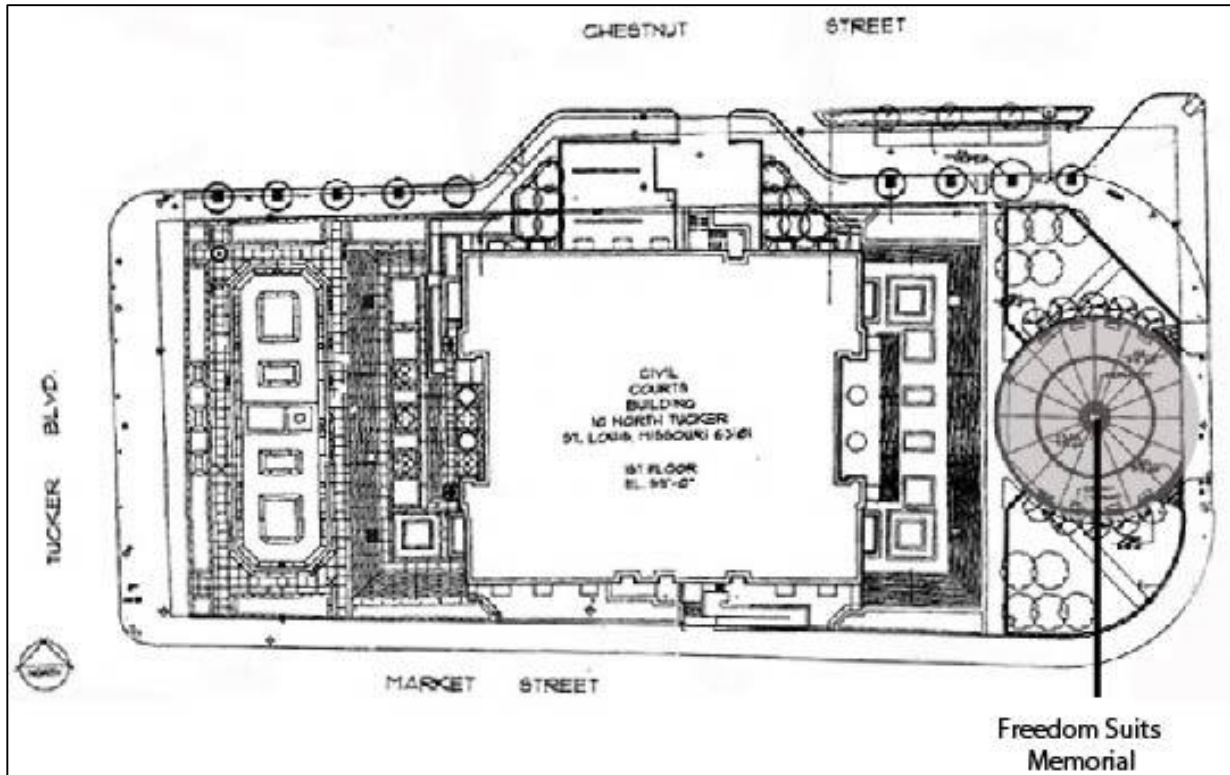 CHESTNUT STREET
TUCKER BLVD.
CIVIL
COURTS
BUILDING
10 NORTH TUCKER
ST. LOUIS, MISSOURI 63101
1ST FLOOR
NORTH
MARKET STREET
Freedom Suits
Memorial